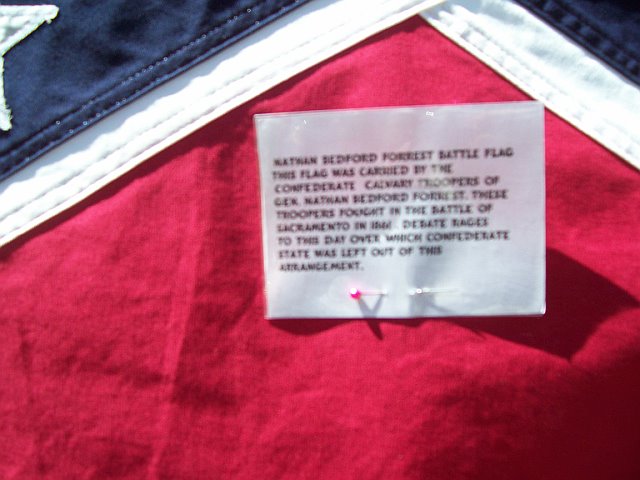 NATHAN BEDFORD FORREST BATTLE FLAG
THIS FLAG WAS CARRIED BY THE
CONFEDERATE CALVARY TROOPERS OF
GEN. NATHAN BEDFORD FORREST. THESE
TROOPERS FOUGHT IN THE BATTLE OF
SACRAMENTO IN 1861. DEBATE RAGES
TO THIS DAY OVER WHICH CONFEDERATE
STATE WAS LEFT OUT OF THIS
ARRANGEMENT.